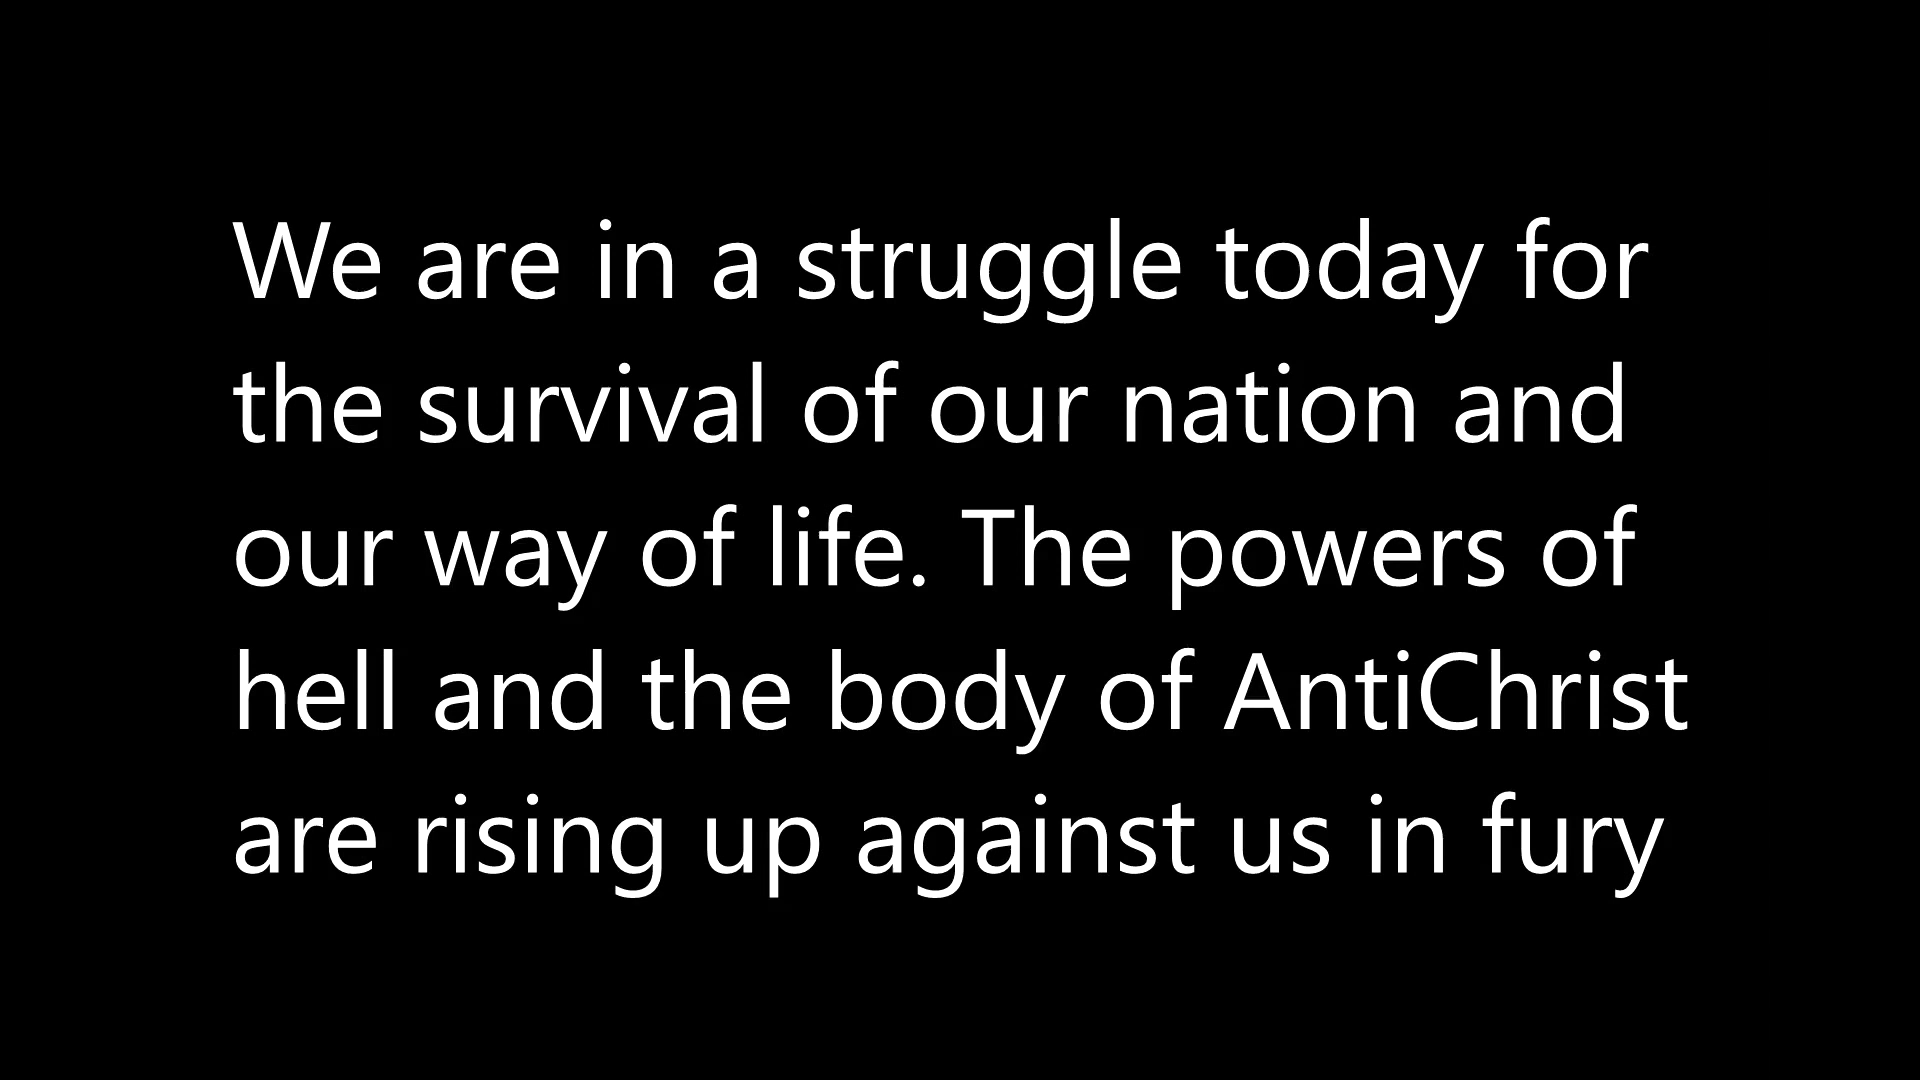 We are in a struggle today for
the survival of our nation and
our way of life. The powers of
hell and the body of AntiChrist
are rising up against us in fury